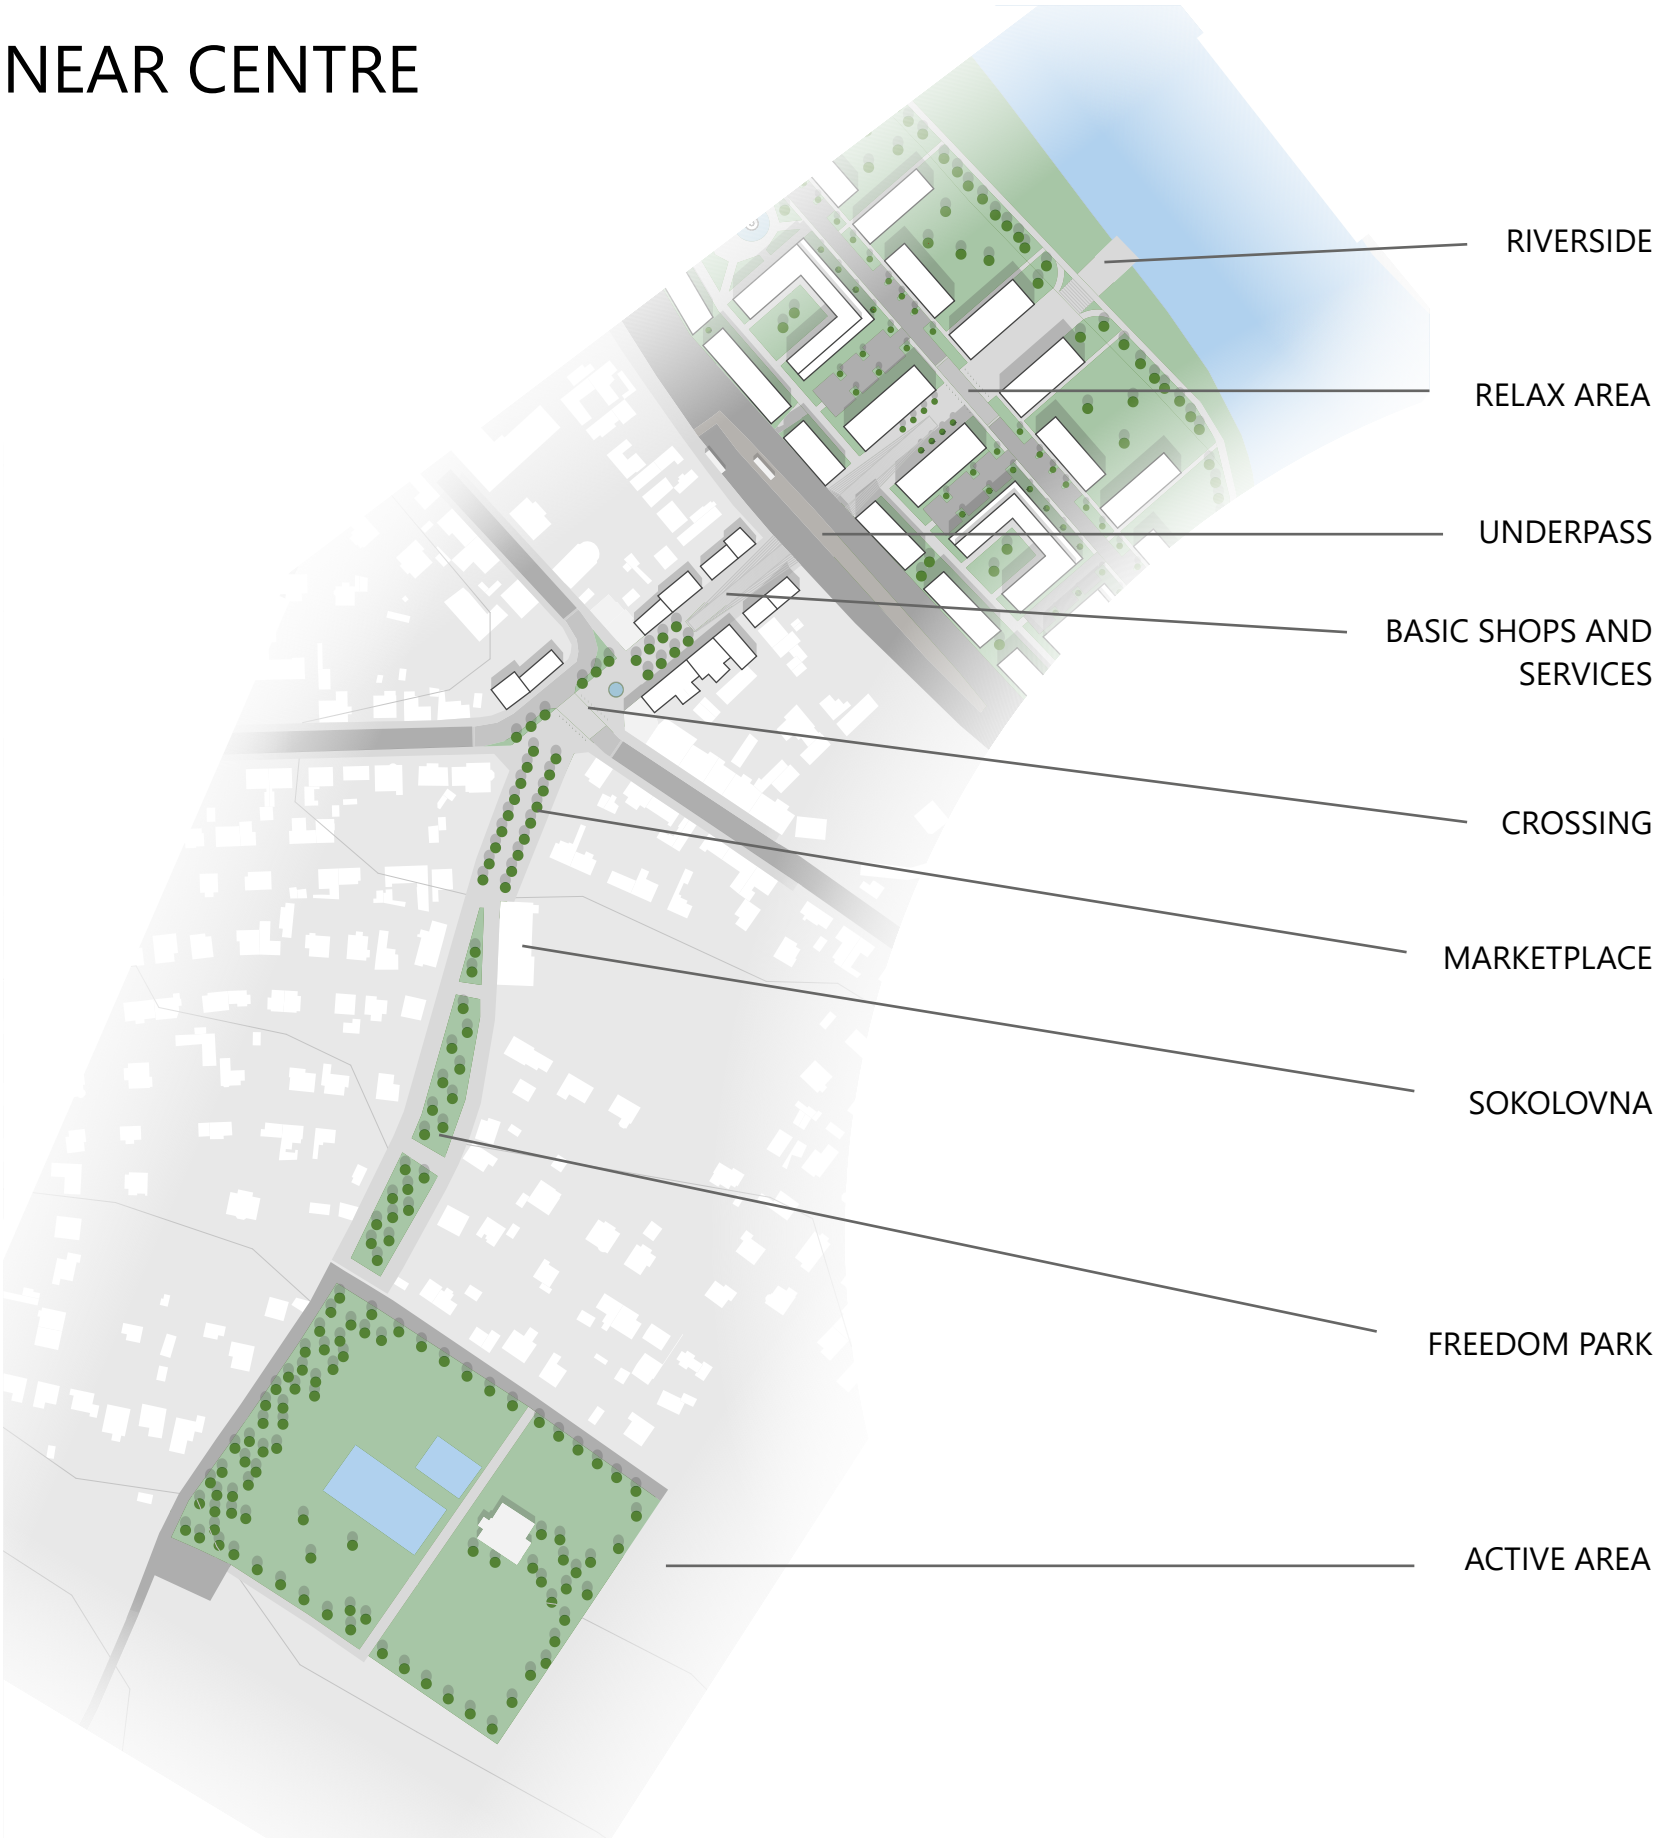 NEAR CENTRE
RIVERSIDE
RELAX AREA
UNDERPASS
BASIC SHOPS AND
SERVICES
CROSSING
MARKETPLACE
SOKOLOVNA
FREEDOM PARK
ACTIVE AREA